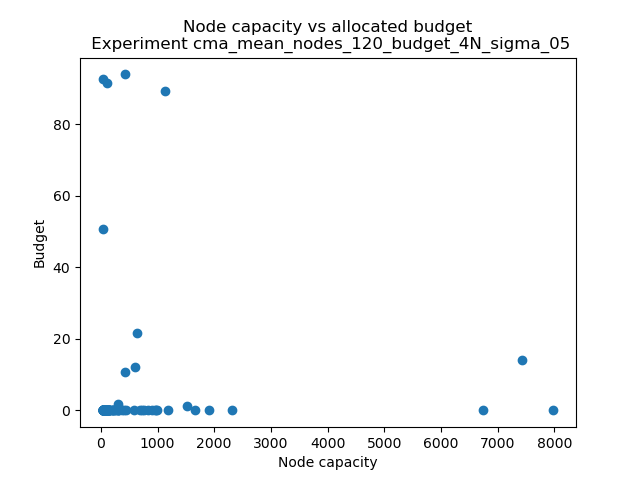 Node capacity vs allocated budget
Experiment cma_mean_nodes_120_budget_4N_sigma_05
80
60
40
20
0
Budget
0 1000 2000 3000 4000 5000 6000 7000 8000
Node capacity